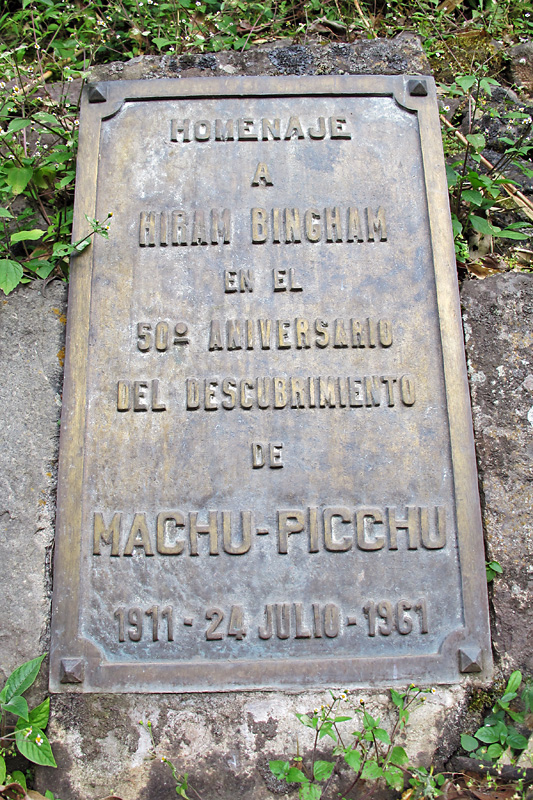 HOMENAJE
A
HIRAM BINGHAM
EN EL
50º ANIVERSARIO
DEL DESCUBRIMIENTO
DE
MACHU-PICCHU
1911 - 24 JULIO - 1961